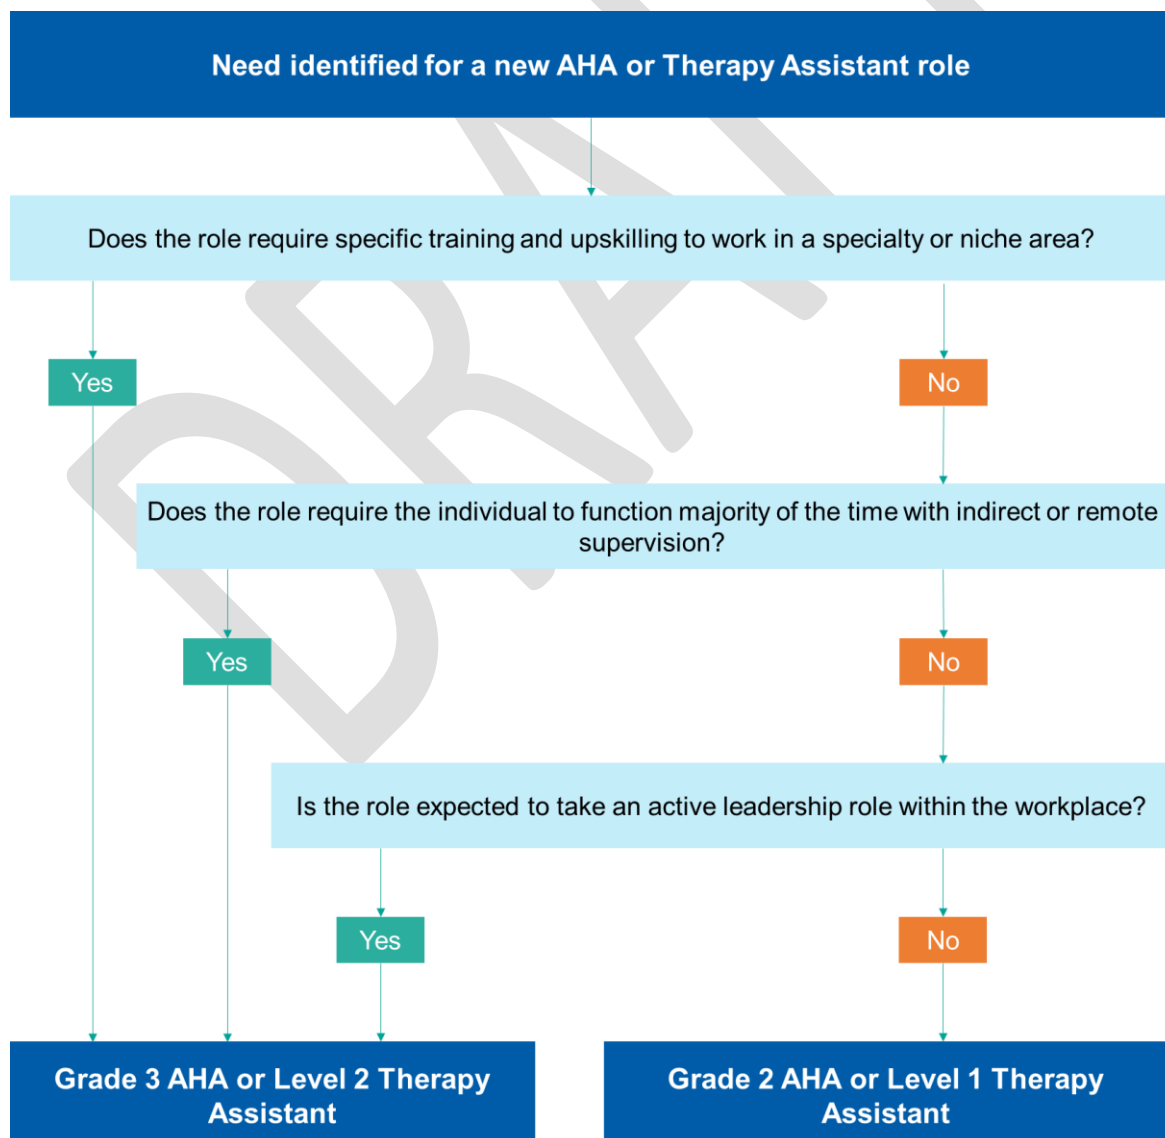 Need identified for a new AHA or Therapy Assistant role
Does the role require specific training and upskilling to work in a specialty or niche area?
Yes
No
Does the role require the individual to function majority of the time with indirect or remote
supervision?
Yes
No
Is the role expected to take an active leadership role within the workplace?
Yes
No
Grade 3 AHA or Level 2 Therapy
Assistant
Grade 2 AHA or Level 1 Therapy
Assistant
DRAFT